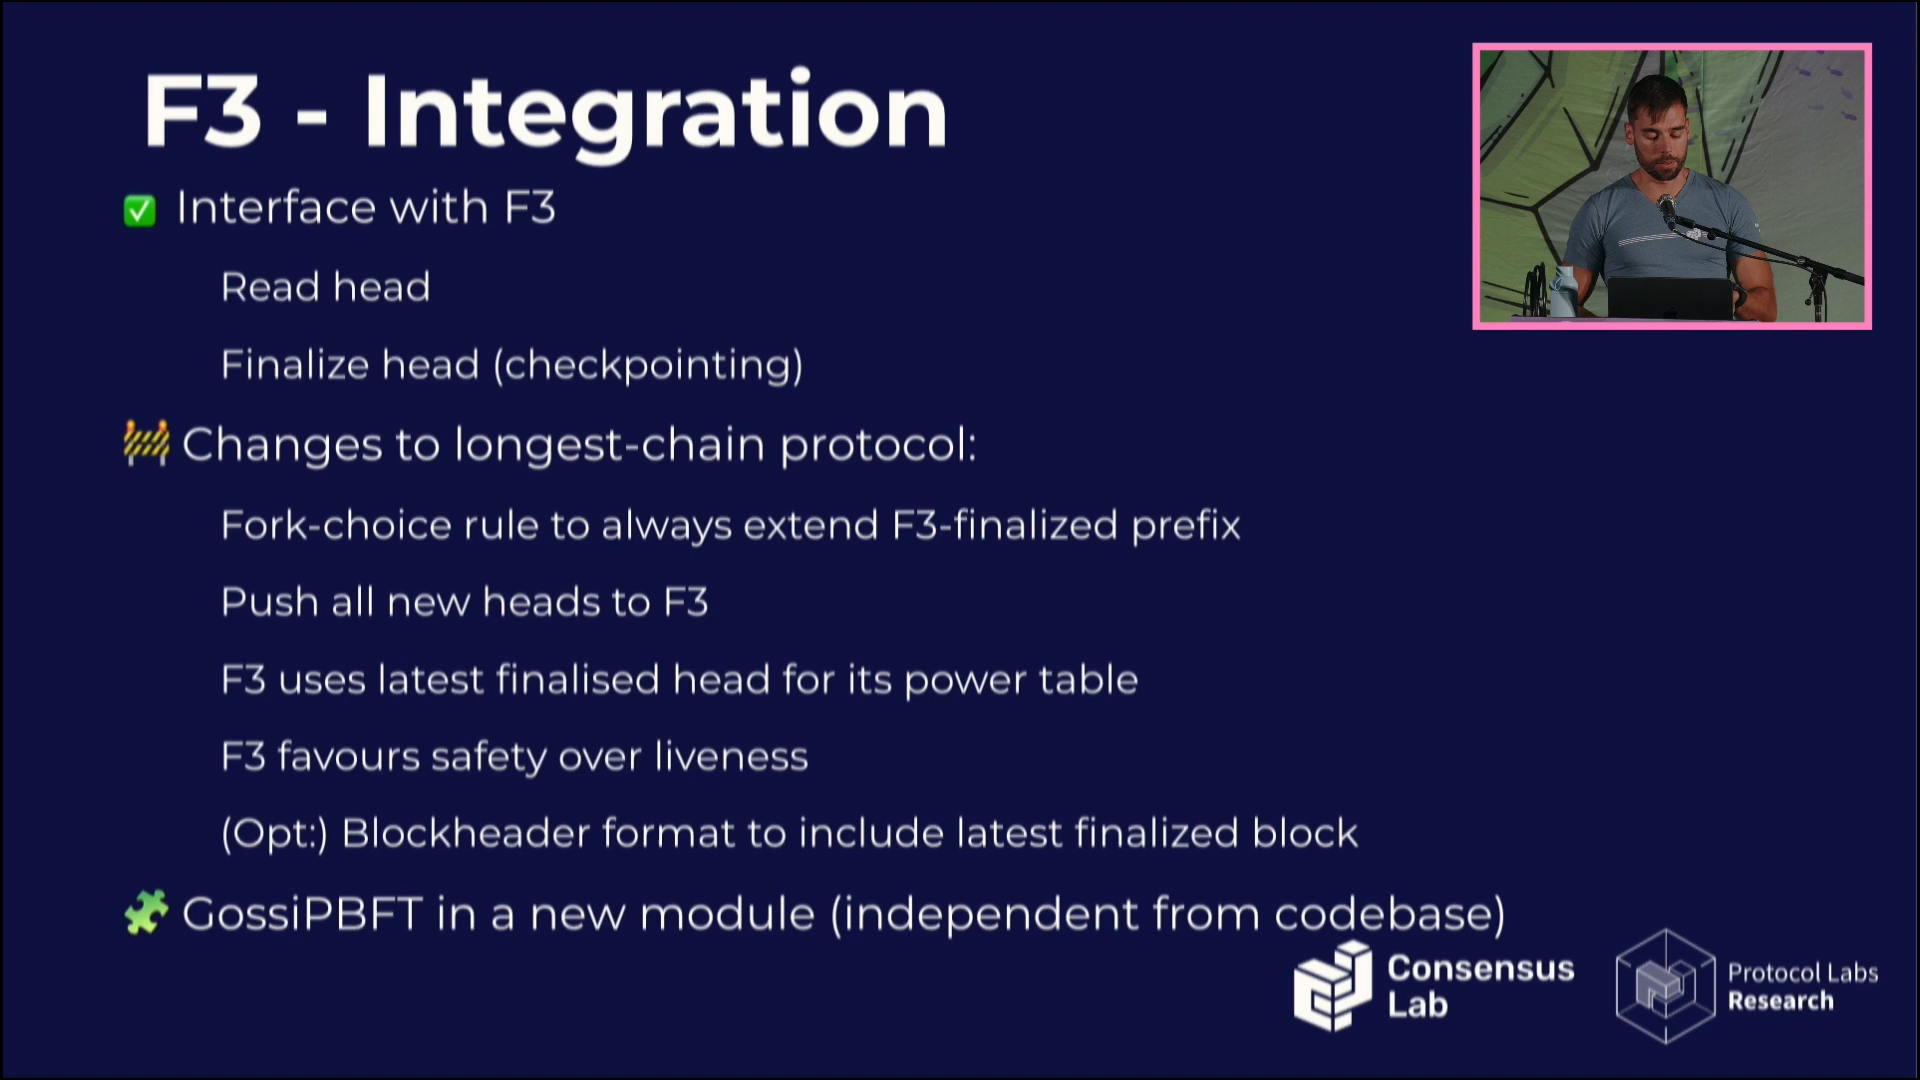 F3 - Integration
✅ Interface with F3
Read head
Finalize head (checkpointing)
🚧 Changes to longest-chain protocol:
Fork-choice rule to always extend F3-finalized prefix
Push all new heads to F3
F3 uses latest finalised head for its power table
F3 favours safety over liveness
(Opt:) Blockheader format to include latest finalized block
🧩 GossiPBFT in a new module (independent from codebase)
Consensus
Lab
Protocol Labs
Research